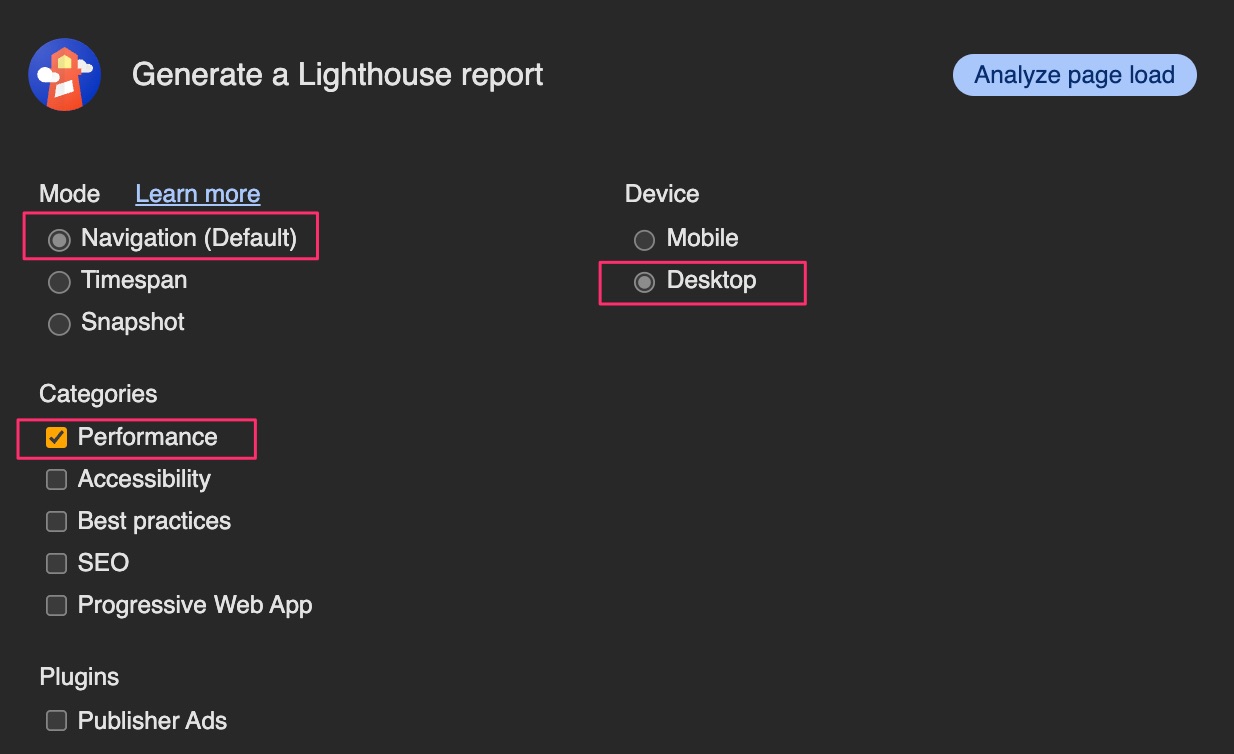 Generate a Lighthouse report
Analyze page load
Mode Learn more
Navigation (Default)
Timespan
Snapshot
Device
Mobile
Desktop
Categories
Performance
Accessibility
Best practices
SEO
Progressive Web App
Plugins
Publisher Ads